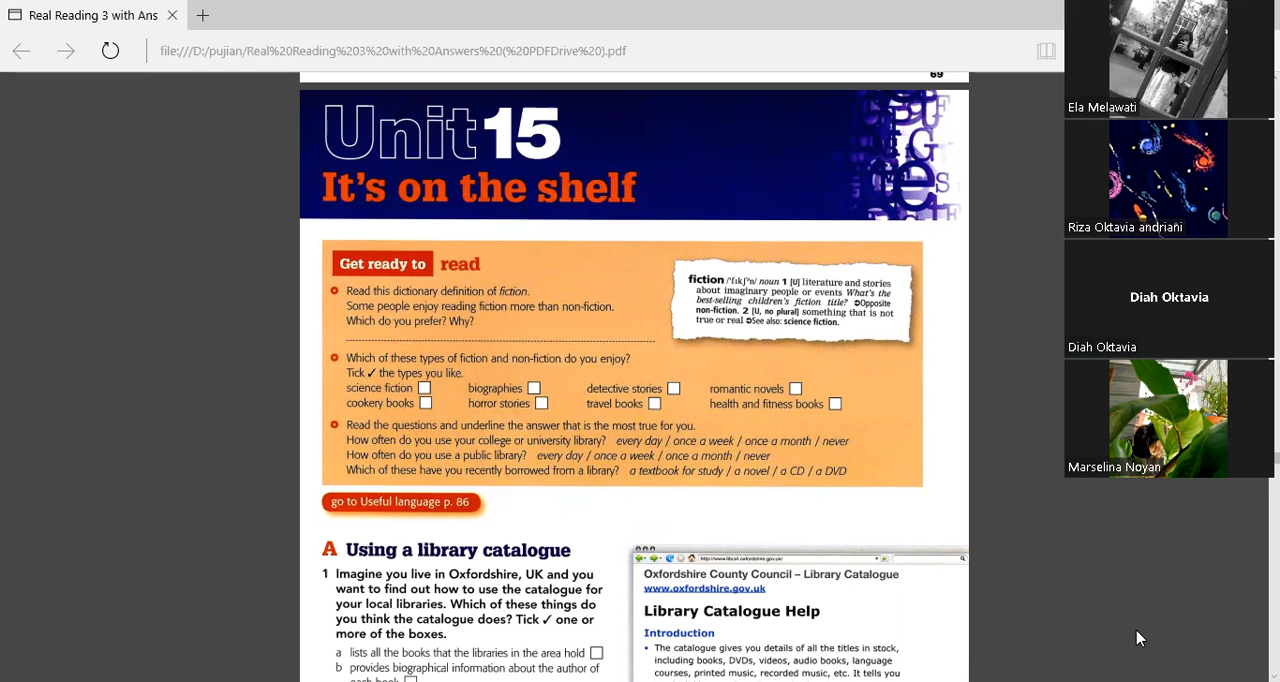 Real Reading 3 with Ans
file:///D:/pujian/Real%20Reading%203%20with%20Answers%20(%20PDFDrive%20).pdf
69
Unit 15
It's on the shelf
Get ready to read
Read this dictionary definition of fiction.
Some people enjoy reading fiction more than non-fiction.
Which do you prefer? Why?
fiction /ˈfɪkʃən/ noun 1 [U] literature and stories
about imaginary people or events What's the
best-selling children's fiction title? ➲Opposite
non-fiction. 2 [U, no plural] something that is not
true or real ➲See also: science fiction.
Which of these types of fiction and non-fiction do you enjoy?
Tick ✓ the types you like.
science fiction biographies detective stories romantic novels
cookery books horror stories travel books health and fitness books
Read the questions and underline the answer that is the most true for you.
How often do you use your college or university library? every day / once a week / once a month / never
How often do you use a public library? every day / once a week / once a month / never
Which of these have you recently borrowed from a library? a textbook for study / a novel / a CD / a DVD
go to Useful language p. 86
A Using a library catalogue
1 Imagine you live in Oxfordshire, UK and you
want to find out how to use the catalogue for
your local libraries. Which of these things do
you think the catalogue does? Tick ✓ one or
more of the boxes.
a lists all the books that the libraries in the area hold
b provides biographical information about the author of
each book
Oxfordshire County Council – Library Catalogue
www.oxfordshire.gov.uk
Library Catalogue Help
Introduction
• The catalogue gives you details of all the titles in stock,
including books, DVDs, videos, audio books, language
courses, printed music, recorded music, etc. It tells you
Ela Melawati
Riza Oktavia andriani
Diah Oktavia
Diah Oktavia
Marselina Noyan